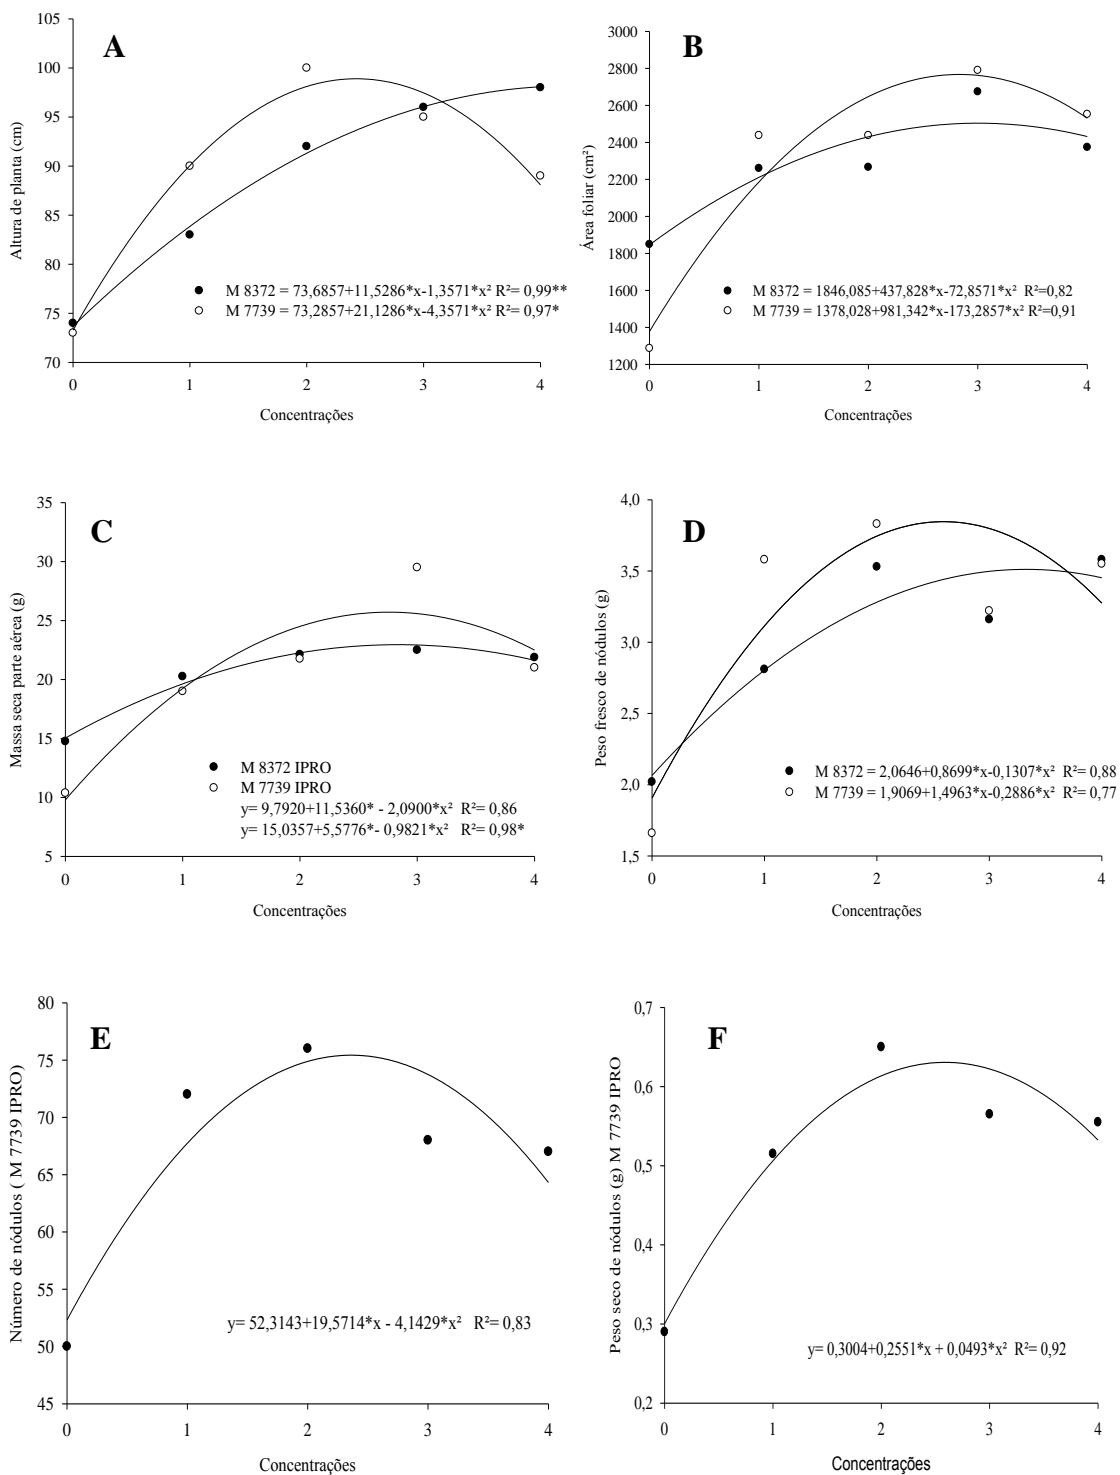 A
Altura de planta (cm)
105
100
95
90
85
80
75
70
M 8372 = 73,6857+11,5286*x-1,3571*x² R²= 0,99**
M 7739 = 73,2857+21,1286*x-4,3571*x² R²= 0,97*
0 1 2 3 4
Concentrações
B
Área foliar (cm²)
3000
2800
2600
2400
2200
2000
1800
1600
1400
1200
M 8372 = 1846,085+437,828*x-72,8571*x² R²=0,82
M 7739 = 1378,028+981,342*x-173,2857*x² R²=0,91
0 1 2 3 4
Concentrações
C
Massa seca parte aérea (g)
35
30
25
20
15
10
5
M 8372 IPRO
M 7739 IPRO
y= 9,7920+11,5360* - 2,0900*x² R²= 0,86
y= 15,0357+5,5776*- 0,9821*x² R²= 0,98*
0 1 2 3 4
Concentrações
D
Peso fresco de nódulos (g)
4,0
3,5
3,0
2,5
2,0
1,5
M 8372 = 2,0646+0,8699*x-0,1307*x² R²= 0,88
M 7739 = 1,9069+1,4963*x-0,2886*x² R²= 0,77
0 1 2 3 4
Concentrações
E
Número de nódulos ( M 7739 IPRO)
80
75
70
65
60
55
50
45
y= 52,3143+19,5714*x - 4,1429*x² R²= 0,83
0 1 2 3 4
Concentrações
F
Peso seco de nódulos (g) M 7739 IPRO
0,7
0,6
0,5
0,4
0,3
0,2
y= 0,3004+0,2551*x + 0,0493*x² R²= 0,92
0 1 2 3 4
Concentrações